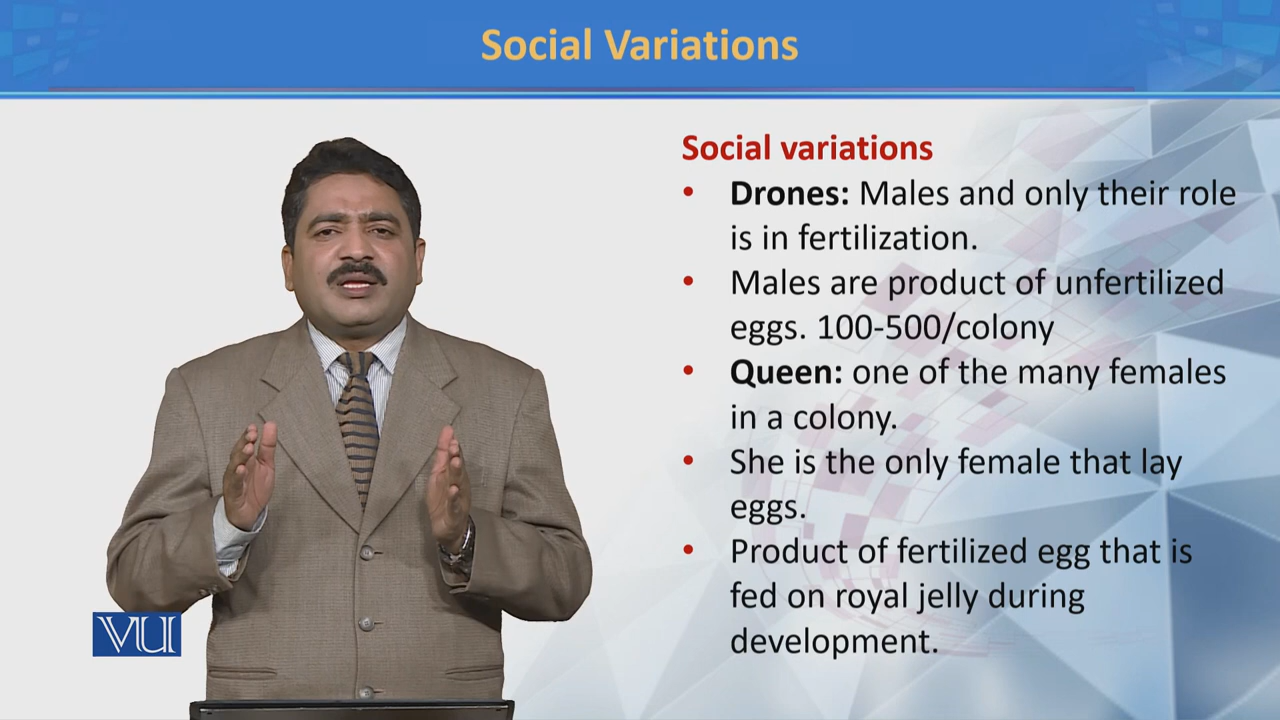 Social Variations
Social variations
• Drones: Males and only their role
is in fertilization.
• Males are product of unfertilized
eggs. 100-500/colony
• Queen: one of the many females
in a colony.
• She is the only female that lay
eggs.
• Product of fertilized egg that is
fed on royal jelly during
development.
VU